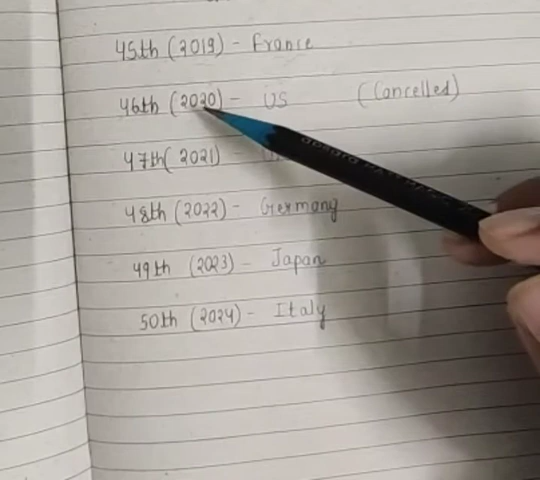 45th (2019) - France
46th (2020) - US (Cancelled)
47th (2021) -
48th (2022) - Germany
49th (2023) - Japan
50th (2024) - Italy